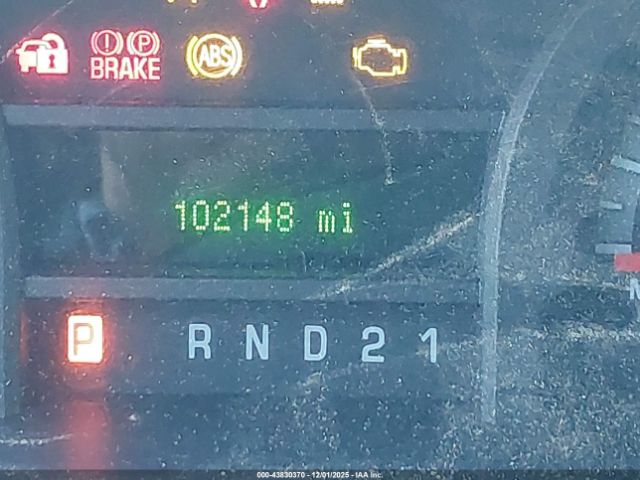 ! P
BRAKE
ABS
102148 mi
P R N D 2 1
000-43830370 - 12/01/2025 - IAA Inc.